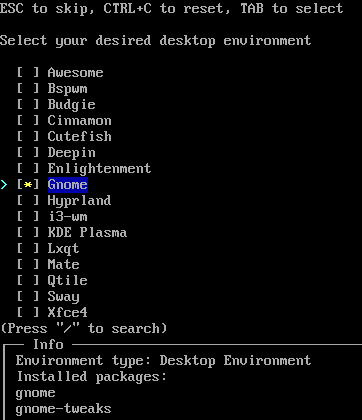 ESC to skip, CTRL+C to reset, TAB to select
Select your desired desktop environment
[ ] Awesome
[ ] Bspwm
[ ] Budgie
[ ] Cinnamon
[ ] Cutefish
[ ] Deepin
[ ] Enlightenment
> [*] Gnome
[ ] Hyprland
[ ] i3-wm
[ ] KDE Plasma
[ ] Lxqt
[ ] Mate
[ ] Qtile
[ ] Sway
[ ] Xfce4
(Press "/" to search)
Info
Environment type: Desktop Environment
Installed packages:
gnome
gnome-tweaks